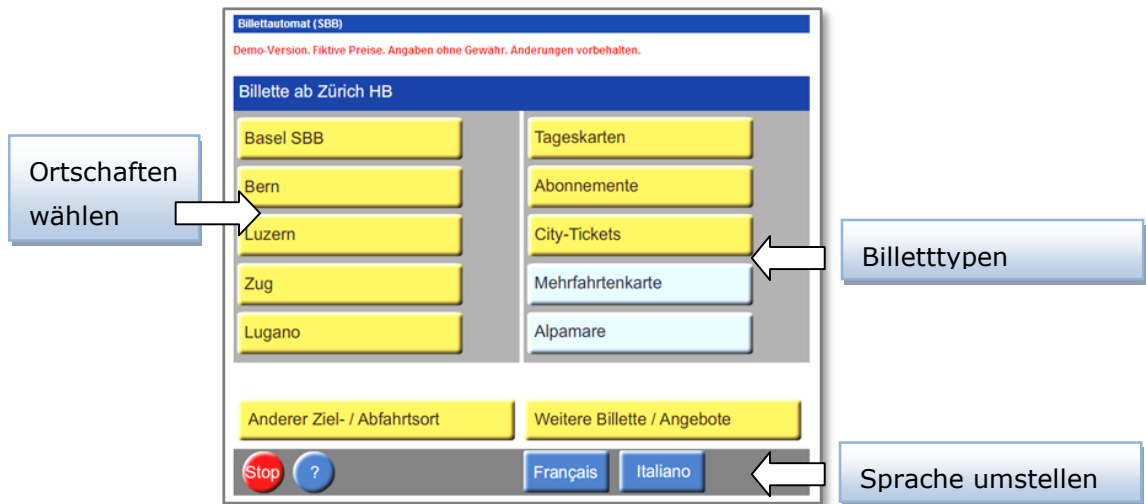 Billettautomat (SBB)
Demo-Version. Fiktive Preise. Angaben ohne Gewähr. Änderungen vorbehalten.
Billette ab Zürich HB
Basel SBB
Bern
Luzern
Zug
Lugano
Tageskarten
Abonnemente
City-Tickets
Mehrfahrtenkarte
Alpamare
Anderer Ziel- / Abfahrtsort
Weitere Billette / Angebote
Stop
?
Français
Italiano
Ortschaften
wählen
Billetttypen
Sprache umstellen